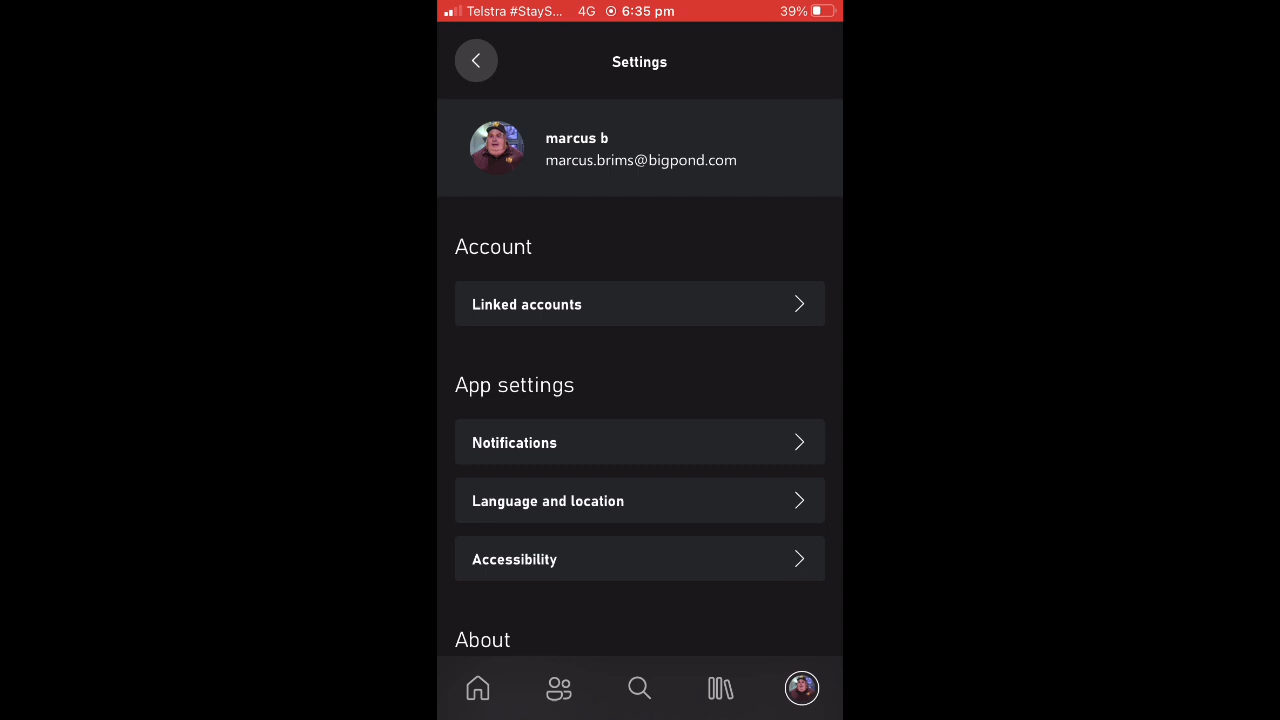 Telstra #StayS... 4G 6:35 pm 39%
Settings
marcus b
marcus.brims@bigpond.com
Account
Linked accounts
App settings
Notifications
Language and location
Accessibility
About